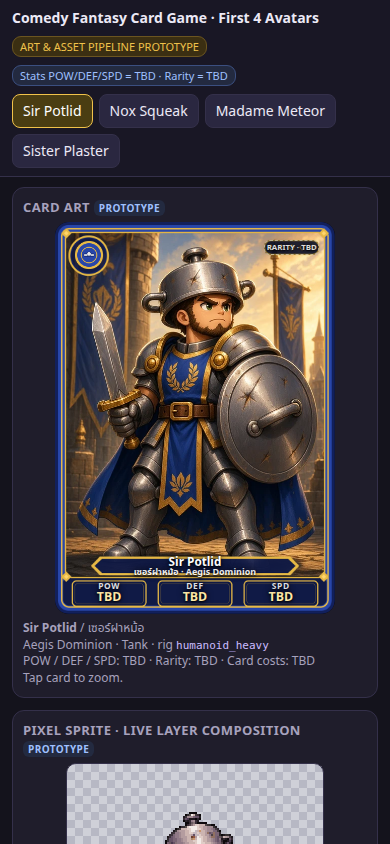 Comedy Fantasy Card Game · First 4 Avatars
ART & ASSET PIPELINE PROTOTYPE
Stats POW/DEF/SPD = TBD · Rarity = TBD
Sir Potlid
Nox Squeak
Madame Meteor
Sister Plaster
CARD ART PROTOTYPE
RARITY · TBD
Sir Potlid
เซอร์ฝาหม้อ · Aegis Dominion
POW
TBD
DEF
TBD
SPD
TBD
Sir Potlid / เซอร์ฝาหม้อ
Aegis Dominion · Tank · rig humanoid_heavy
POW / DEF / SPD: TBD · Rarity: TBD · Card costs: TBD
Tap card to zoom.
PIXEL SPRITE · LIVE LAYER COMPOSITION
PROTOTYPE